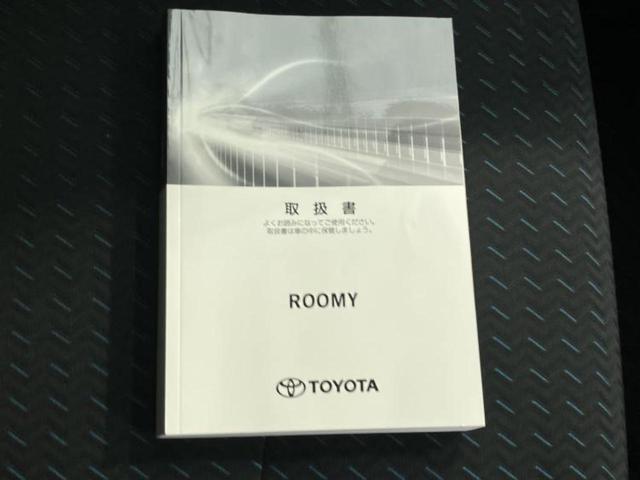 取扱書
よくお読みになってご使用ください。
取扱書は車の中に保管しましょう。
ROOMY
TOYOTA